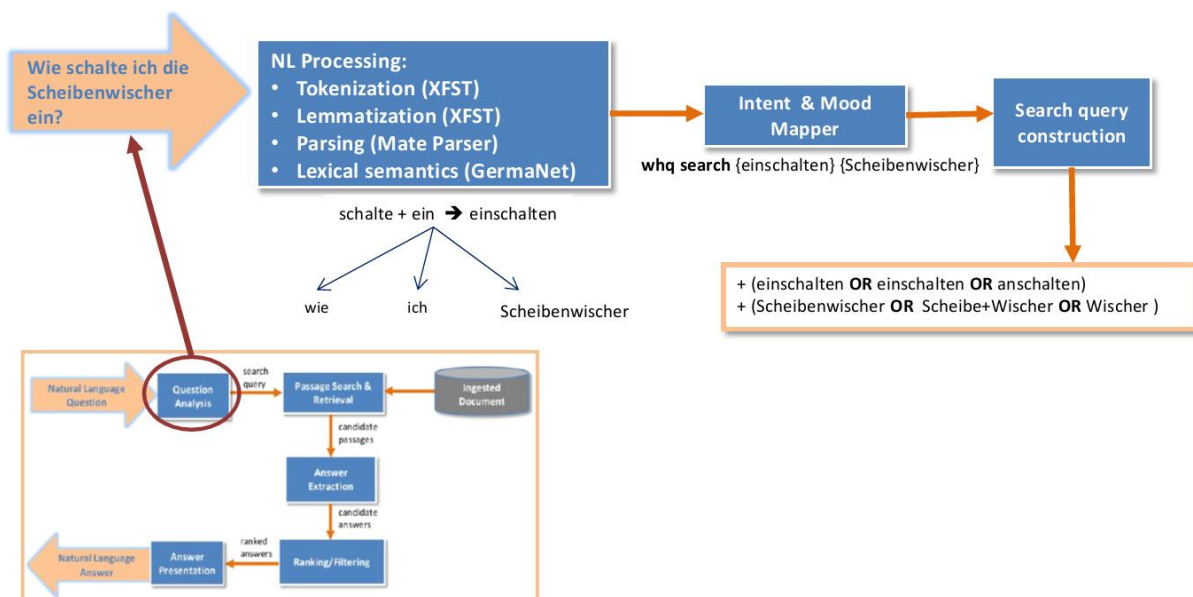 Wie schalte ich die
Scheibenwischer
ein?
NL Processing:
• Tokenization (XFST)
• Lemmatization (XFST)
• Parsing (Mate Parser)
• Lexical semantics (GermaNet)
Intent & Mood
Mapper
Search query
construction
whq search {einschalten} {Scheibenwischer}
schalte + ein ➔ einschalten
wie
ich
Scheibenwischer
+ (einschalten OR einschalten OR anschalten)
+ (Scheibenwischer OR Scheibe+Wischer OR Wischer )
Natural Language
Question
Question
Analysis
search
query
Passage Search &
Retrieval
Ingested
Document
candidate
passages
Answer
Extraction
candidate
answers
Ranking/Filtering
ranked
answers
Answer
Presentation
Natural Language
Answer